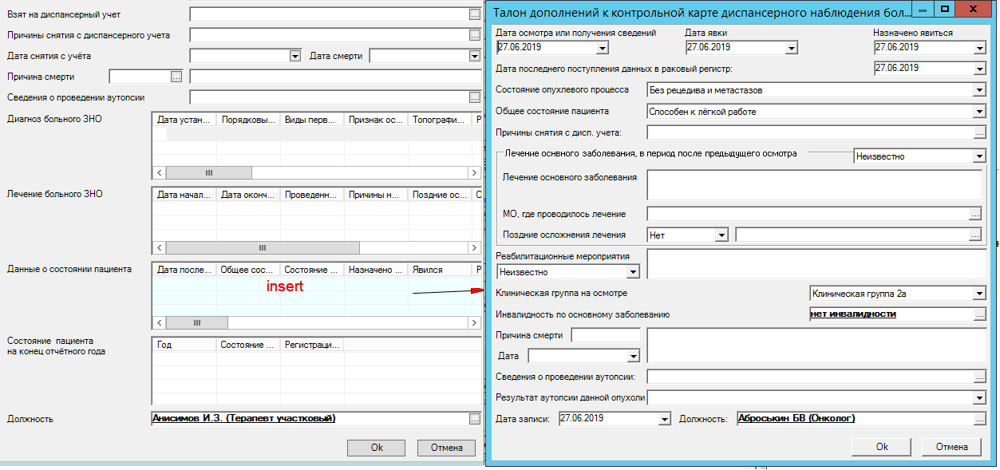 Взят на диспансерный учет
Причины снятия с диспансерного учета
Дата снятия с учёта
Дата смерти
Причина смерти
Сведения о проведении аутопсии
Диагноз больного ЗНО
Дата устан... Порядковы... Виды перв... Признак ос... Топографи... Р
Лечение больного ЗНО
Дата начал... Дата оконч... Проведенн... Причины н... Поздние ос... С
Данные о состоянии пациента
Дата после... Общее сос... Состояние ... Назначено ... Явился Р
insert
Состояние пациента
на конец отчётного года
Год Состояние ... Регистраци...
Должность
Анисимов И.З. (Терапевт участковый)
Ok Отмена
Талон дополнений к контрольной карте диспансерного наблюдения бол...
Дата осмотра или получения сведений Дата явки Назначено явиться
27.06.2019 27.06.2019 27.06.2019
Дата последнего поступления данных в раковый регистр: 27.06.2019
Состояние опухлевого процесса Без рецедива и метастазов
Общее состояние пациента Способен к лёгкой работе
Причины снятия с дисп. учета:
Лечение оснвного заболевания, в период после предыдущего осмотра Неизвестно
Лечение основного заболевания
МО, где проводилось лечение
Поздние осложнения лечения Нет
Реабилитационные мероприятия
Неизвестно
Клиническая группа на осмотре Клиническая группа 2а
Инвалидность по основному заболеванию нет инвалидности
Причина смерти
Дата
Сведения о проведении аутопсии:
Результат аутопсии данной опухоли
Дата записи: 27.06.2019 Должность: Аброськин БВ (Онколог)
Ok Отмена